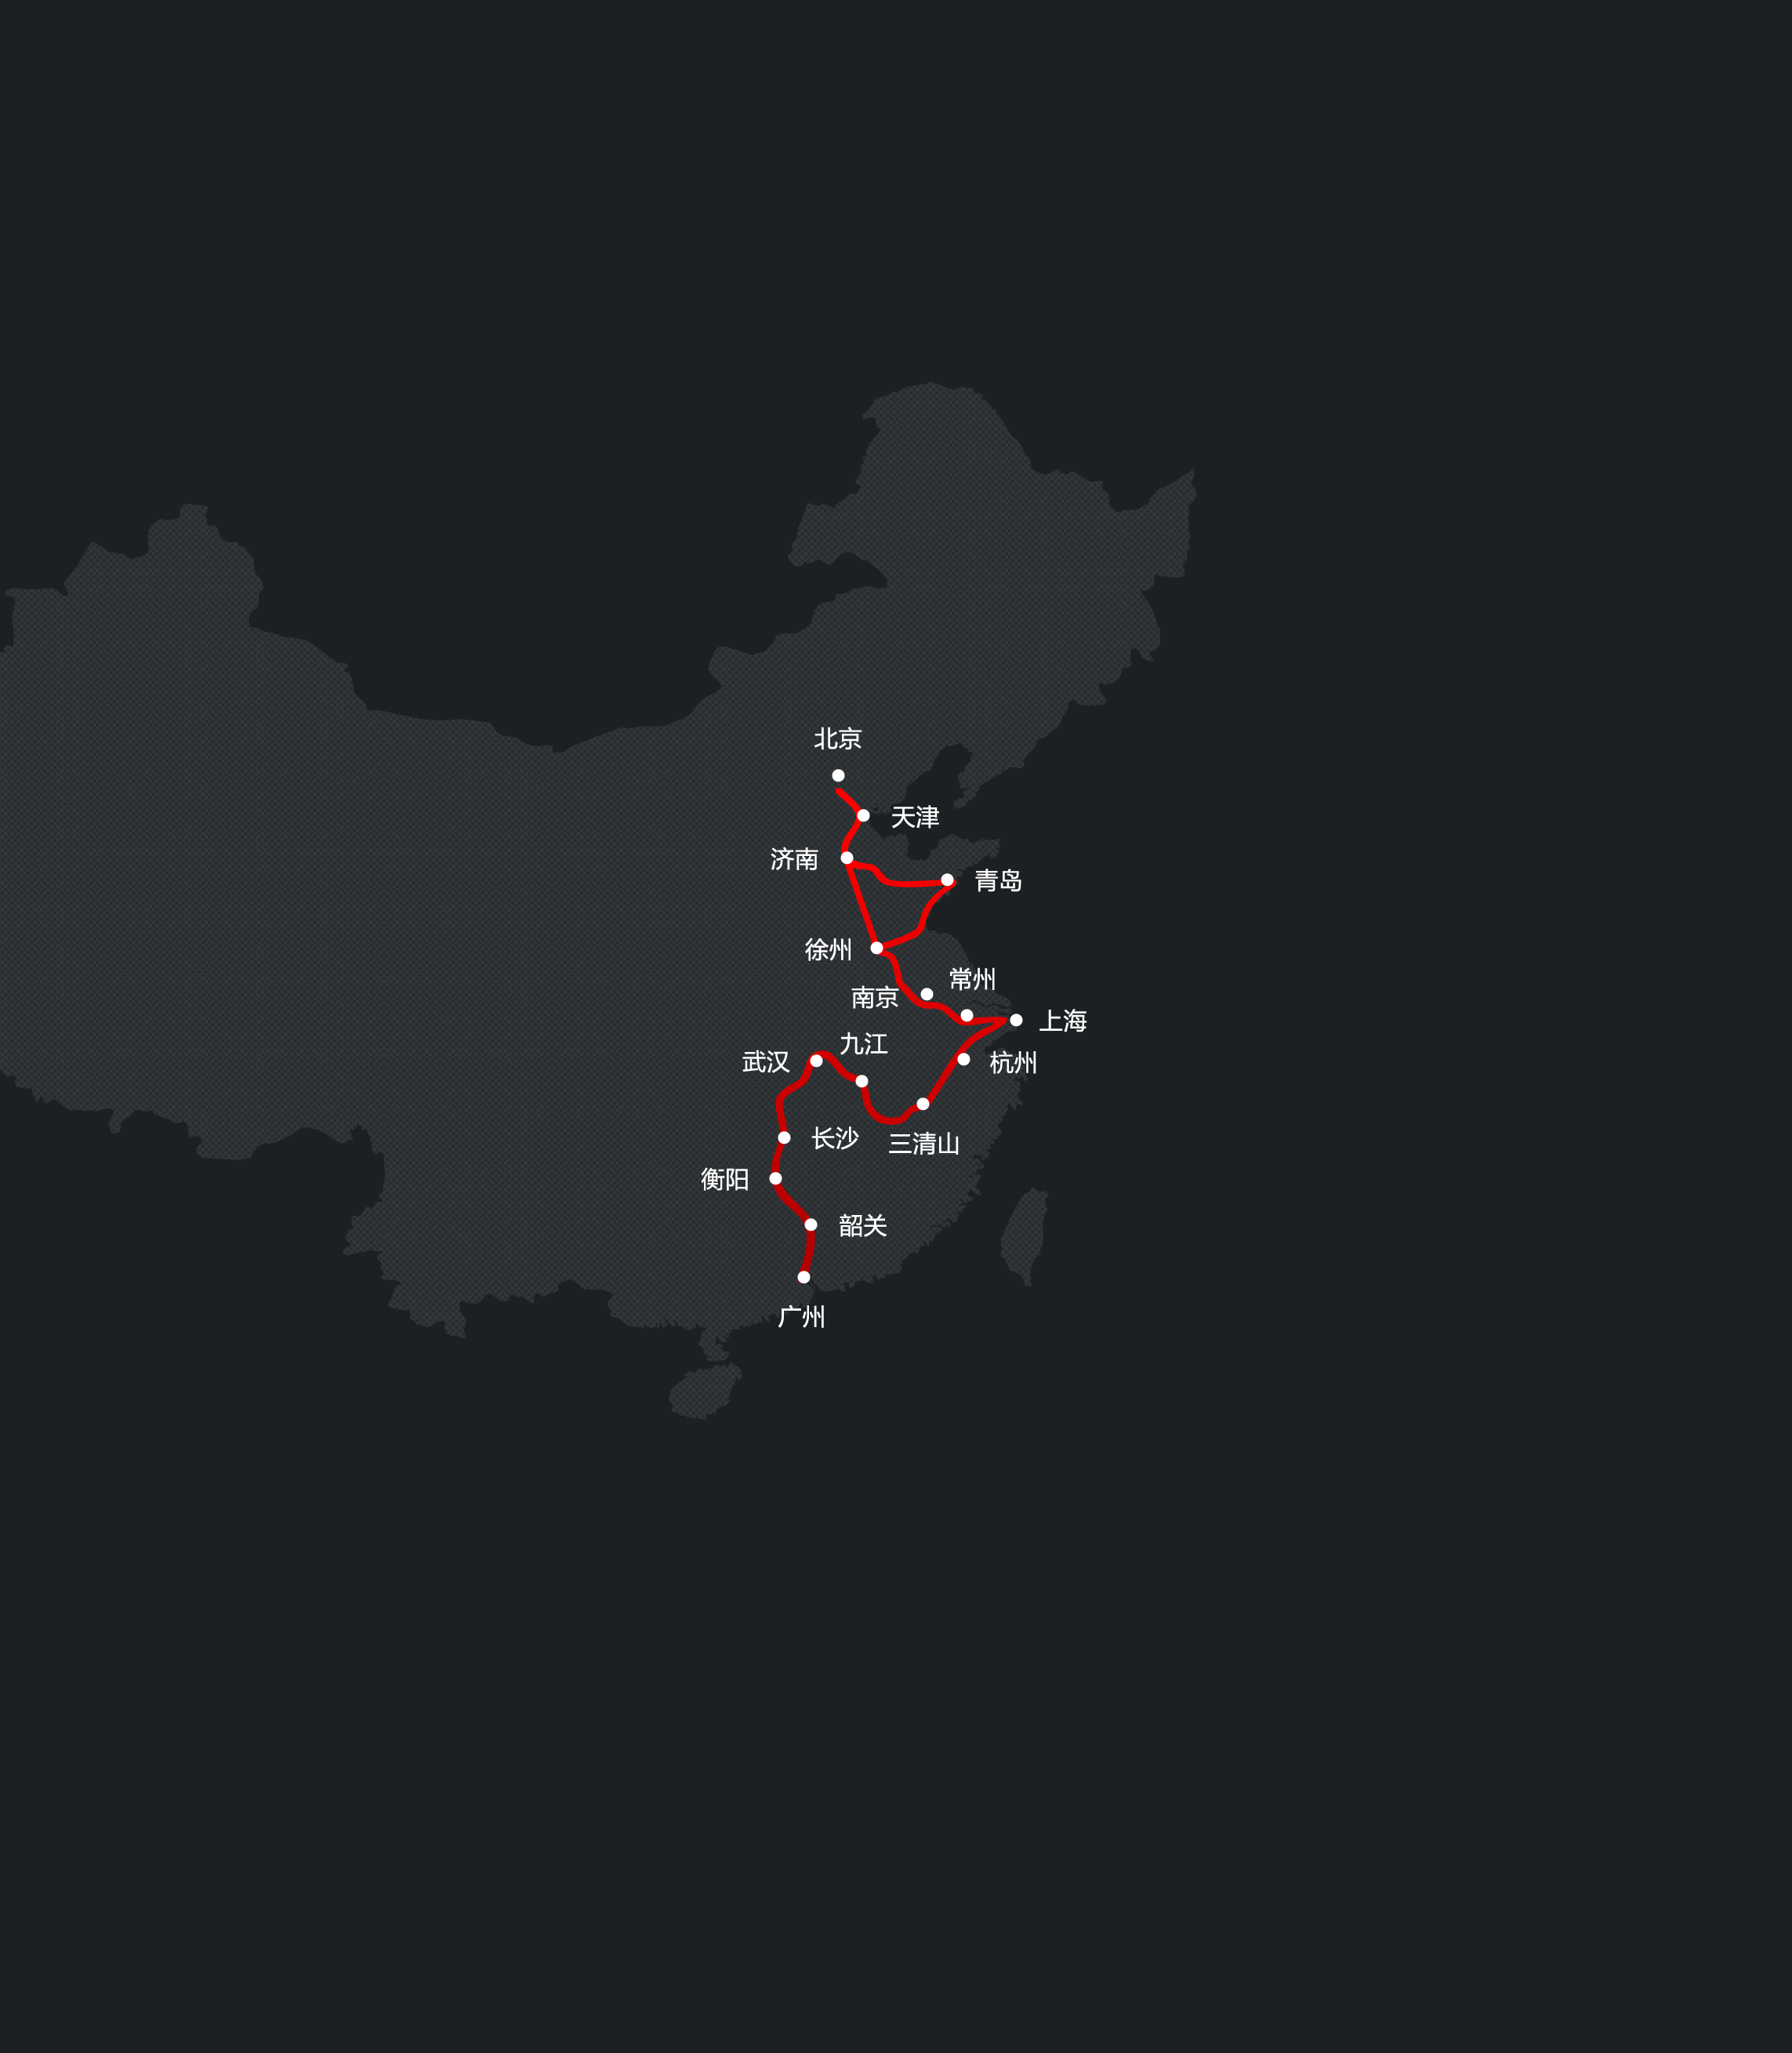 北京
天津
济南
青岛
徐州
常州
南京
上海
九江
武汉
杭州
长沙
三清山
衡阳
韶关
广州